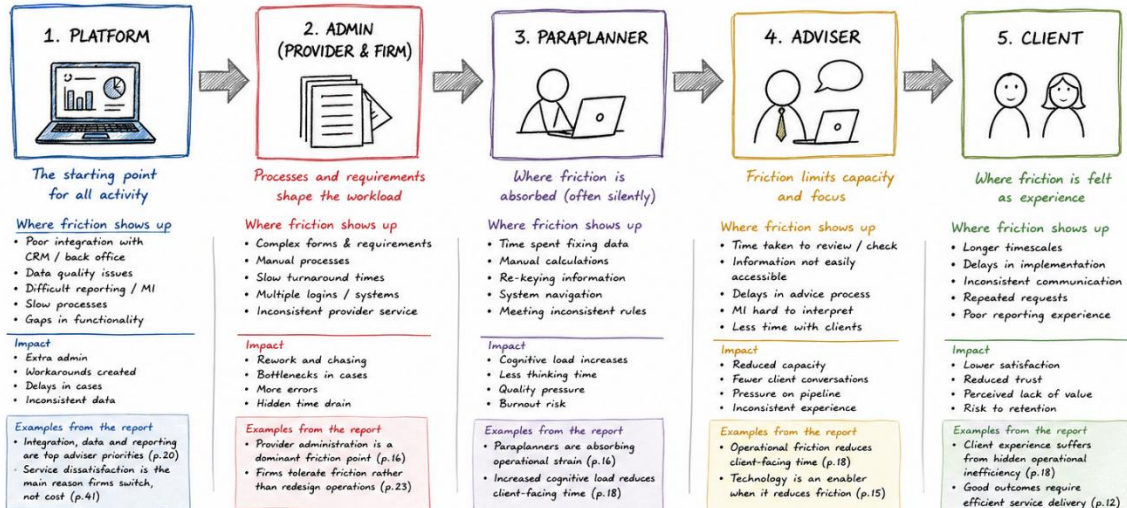 1. PLATFORM
The starting point
for all activity
Where friction shows up
• Poor integration with
CRM / back office
• Data quality issues
• Difficult reporting / MI
• Slow processes
• Gaps in functionality
Impact
• Extra admin
• Workarounds created
• Delays in cases
• Inconsistent data
Examples from the report
• Integration, data and reporting
are top adviser priorities (p.20)
• Service dissatisfaction is the
main reason firms switch,
not cost (p.41)
2. ADMIN
(PROVIDER & FIRM)
Processes and requirements
shape the workload
Where friction shows up
• Complex forms & requirements
• Manual processes
• Slow turnaround times
• Multiple logins / systems
• Inconsistent provider service
Impact
• Rework and chasing
• Bottlenecks in cases
• More errors
• Hidden time drain
Examples from the report
• Provider administration is a
dominant friction point (p.16)
• Firms tolerate friction rather
than redesign operations (p.23)
3. PARAPLANNER
Where friction is
absorbed (often silently)
Where friction shows up
• Time spent fixing data
• Manual calculations
• Re-keying information
• System navigation
• Meeting inconsistent rules
Impact
• Cognitive load increases
• Less thinking time
• Quality pressure
• Burnout risk
Examples from the report
• Paraplanners are absorbing
operational strain (p.16)
• Increased cognitive load reduces
client-facing time (p.18)
4. ADVISER
Friction limits capacity
and focus
Where friction shows up
• Time taken to review / check
• Information not easily
accessible
• Delays in advice process
• MI hard to interpret
• Less time with clients
Impact
• Reduced capacity
• Fewer client conversations
• Pressure on pipeline
• Inconsistent experience
Examples from the report
• Operational friction reduces
client-facing time (p.18)
• Technology is an enabler
when it reduces friction (p.15)
5. CLIENT
Where friction is felt
as experience
Where friction shows up
• Longer timescales
• Delays in implementation
• Inconsistent communication
• Repeated requests
• Poor reporting experience
Impact
• Lower satisfaction
• Reduced trust
• Perceived lack of value
• Risk to retention
Examples from the report
• Client experience suffers
from hidden operational
inefficiency (p.18)
• Good outcomes require
efficient service delivery (p.12)